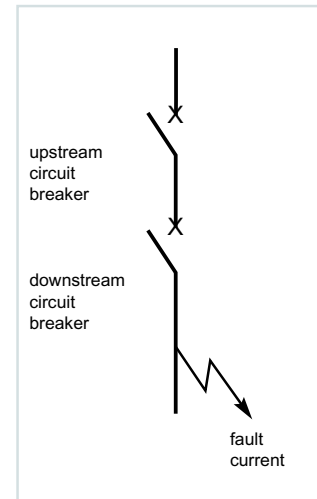 upstream
circuit
breaker
downstream
circuit
breaker
fault
current